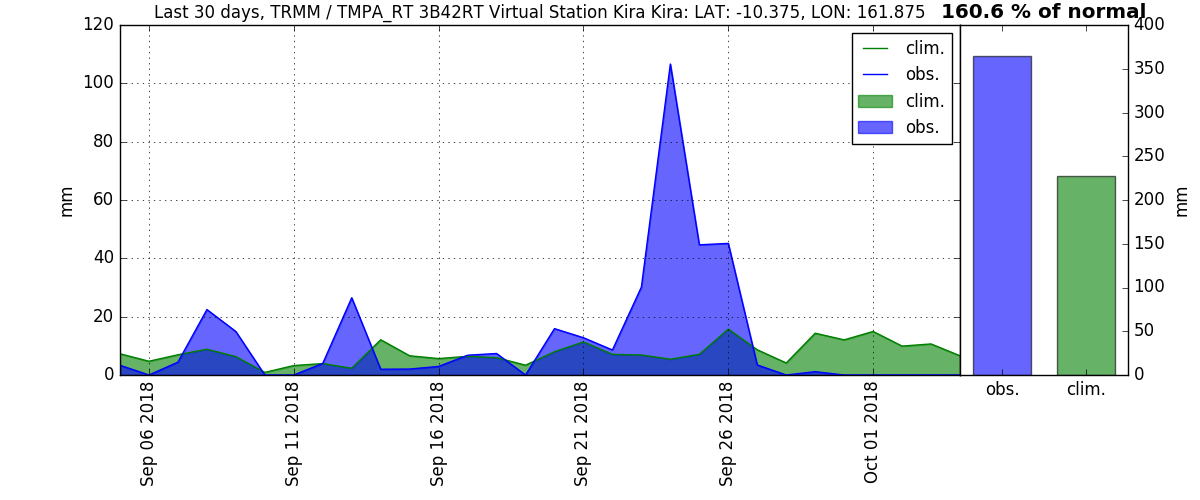 Last 30 days, TRMM / TMPA_RT 3B42RT Virtual Station Kira Kira: LAT: -10.375, LON: 161.875
160.6 % of normal
120
100
80
60
40
20
0
mm
clim.
obs.
clim.
obs.
Sep 06 2018
Sep 11 2018
Sep 16 2018
Sep 21 2018
Sep 26 2018
Oct 01 2018
400
350
300
250
200
150
100
50
0
mm
obs.
clim.